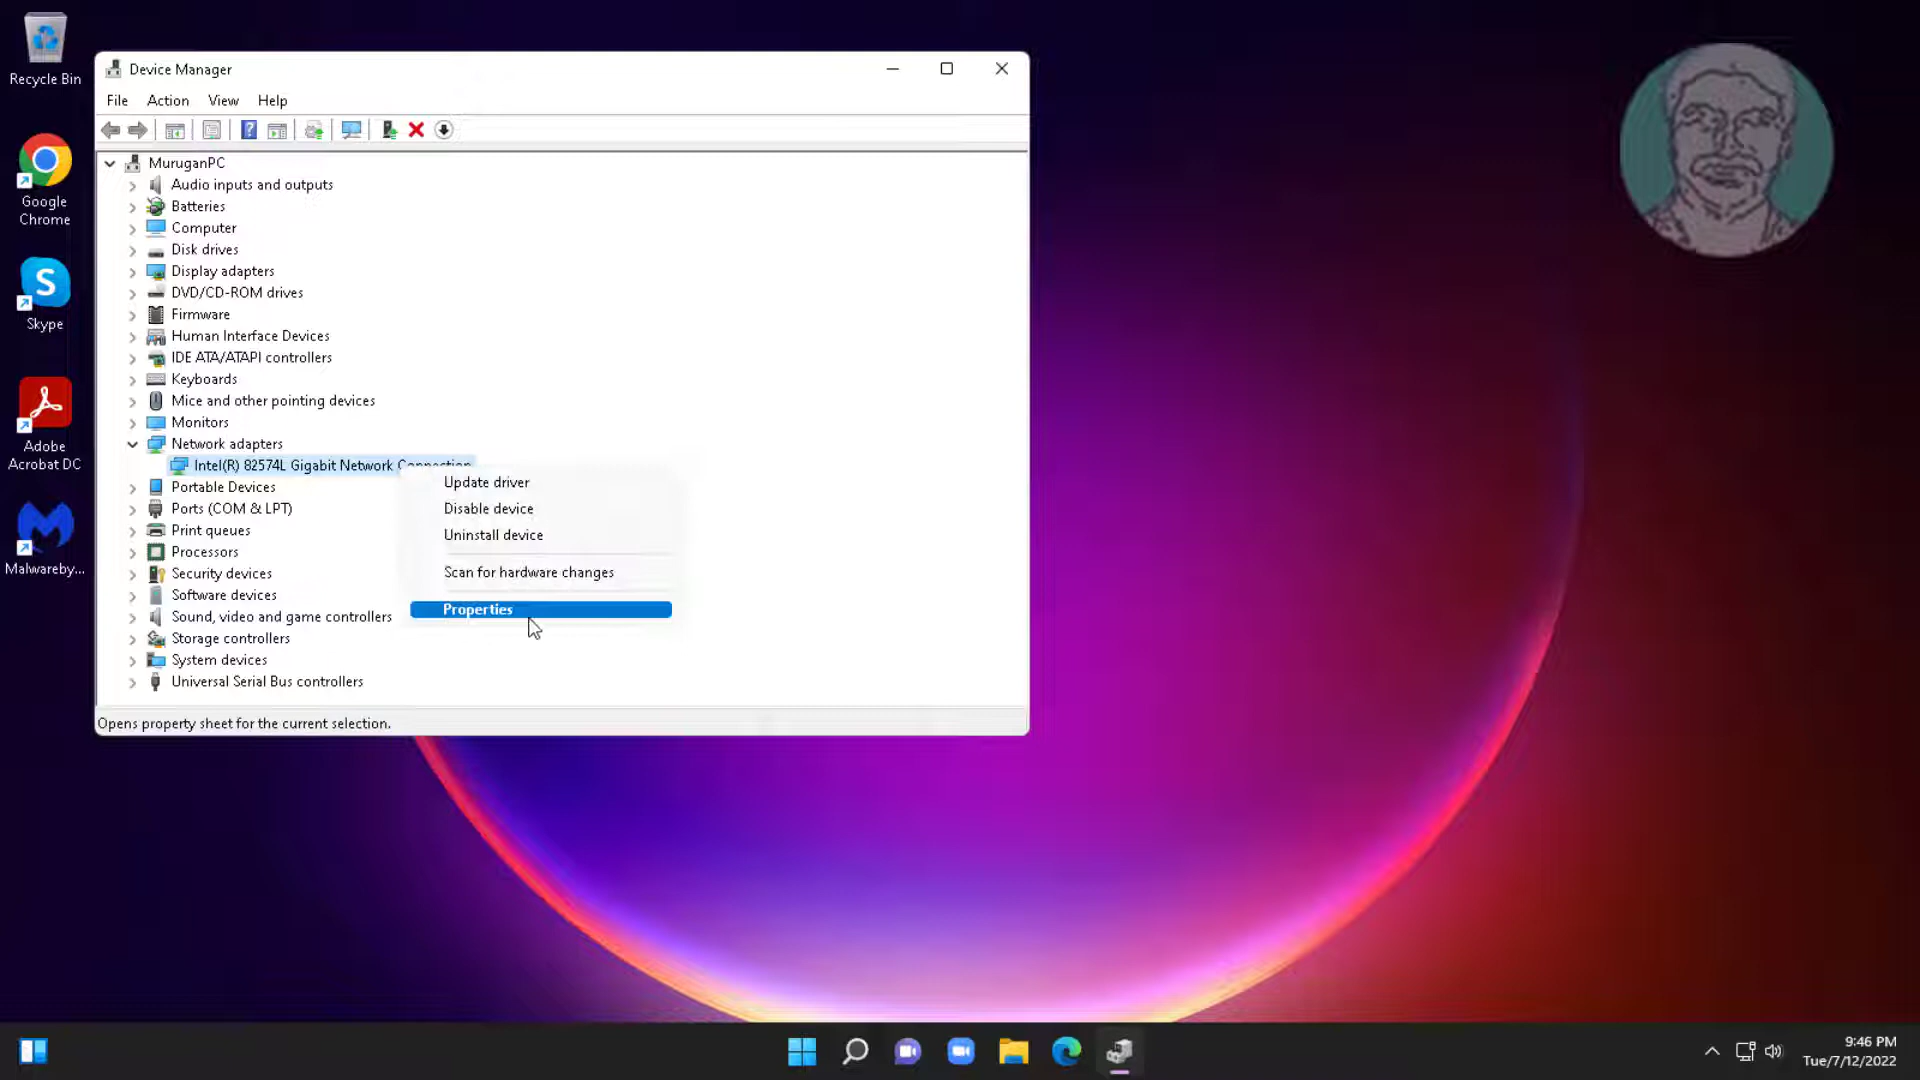 Recycle Bin
Google
Chrome
Skype
Adobe
Acrobat DC
Malwareby...
Device Manager
File Action View Help
MuruganPC
Audio inputs and outputs
Batteries
Computer
Disk drives
Display adapters
DVD/CD-ROM drives
Firmware
Human Interface Devices
IDE ATA/ATAPI controllers
Keyboards
Mice and other pointing devices
Monitors
Network adapters
Intel(R) 82574L Gigabit Network Connection
Portable Devices
Ports (COM & LPT)
Print queues
Processors
Security devices
Software devices
Sound, video and game controllers
Storage controllers
System devices
Universal Serial Bus controllers
Update driver
Disable device
Uninstall device
Scan for hardware changes
Properties
Opens property sheet for the current selection.
9:46 PM
Tue/7/12/2022